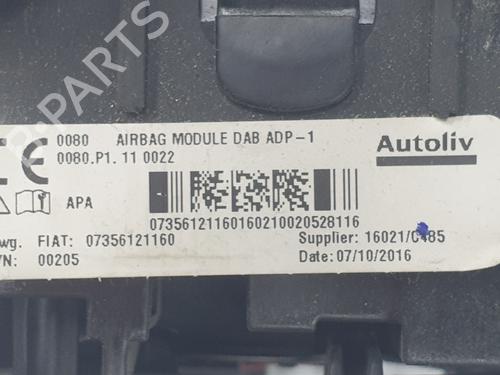 B-PARTS
0080 AIRBAG MODULE DAB ADP-1
0080.P1. 11 0022
Autoliv
APA
07356121160160210020528116
wg. FIAT: 07356121160
Supplier: 16021/C485
/N: 00205
Date: 07/10/2016